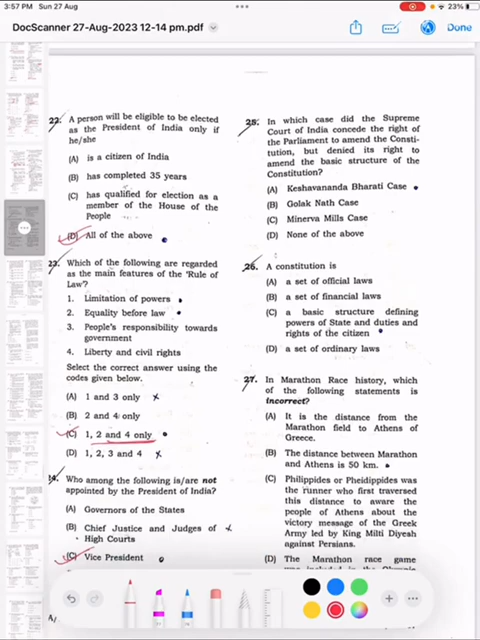 3:57 PM Sun 27 Aug
23%
DocScanner 27-Aug-2023 12-14 pm.pdf
Done
22. A person will be eligible to be elected
as the President of India only if
he/she
(A) is a citizen of India
(B) has completed 35 years
(C) has qualified for election as a
member of the House of the
People
(D) All of the above
23. Which of the following are regarded
as the main features of the 'Rule of
Law'?
1. Limitation of powers
2. Equality before law
3. People's responsibility towards
government
4. Liberty and civil rights
Select the correct answer using the
codes given below.
(A) 1 and 3 only
(B) 2 and 4 only
(C) 1, 2 and 4 only
(D) 1, 2, 3 and 4
24. Who among the following is/are not
appointed by the President of India?
(A) Governors of the States
(B) Chief Justice and Judges of
High Courts
(C) Vice President
25. In which case did the Supreme
Court of India concede the right of
the Parliament to amend the Consti-
tution, but denied its right to
amend the basic structure of the
Constitution?
(A) Keshavananda Bharati Case
(B) Golak Nath Case
(C) Minerva Mills Case
(D) None of the above
26. A constitution is
(A) a set of official laws
(B) a set of financial laws
(C) a basic structure defining
powers of State and duties and
rights of the citizen
(D) a set of ordinary laws
27. In Marathon Race history, which
of the following statements is
incorrect?
(A) It is the distance from the
Marathon field to Athens of
Greece.
(B) The distance between Marathon
and Athens is 50 km.
(C) Philippides or Pheidippides was
the runner who first traversed
this distance to aware the
people of Athens about the
victory message of the Greek
Army led by King Milti Diyesh
against Persians.
(D) The Marathon race game